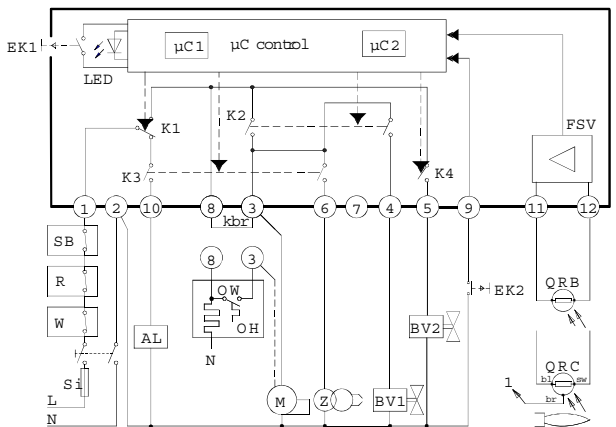 EK1
µC1
µC control
µC2
LED
FSV
K1
K2
K3
K4
1
2
10
8
3
6
7
4
5
9
11
12
kbr
SB
R
W
Si
L
N
AL
8
3
OW
OH
N
M
Z
BV1
BV2
EK2
QRB
QRC
bl
sw
br
1